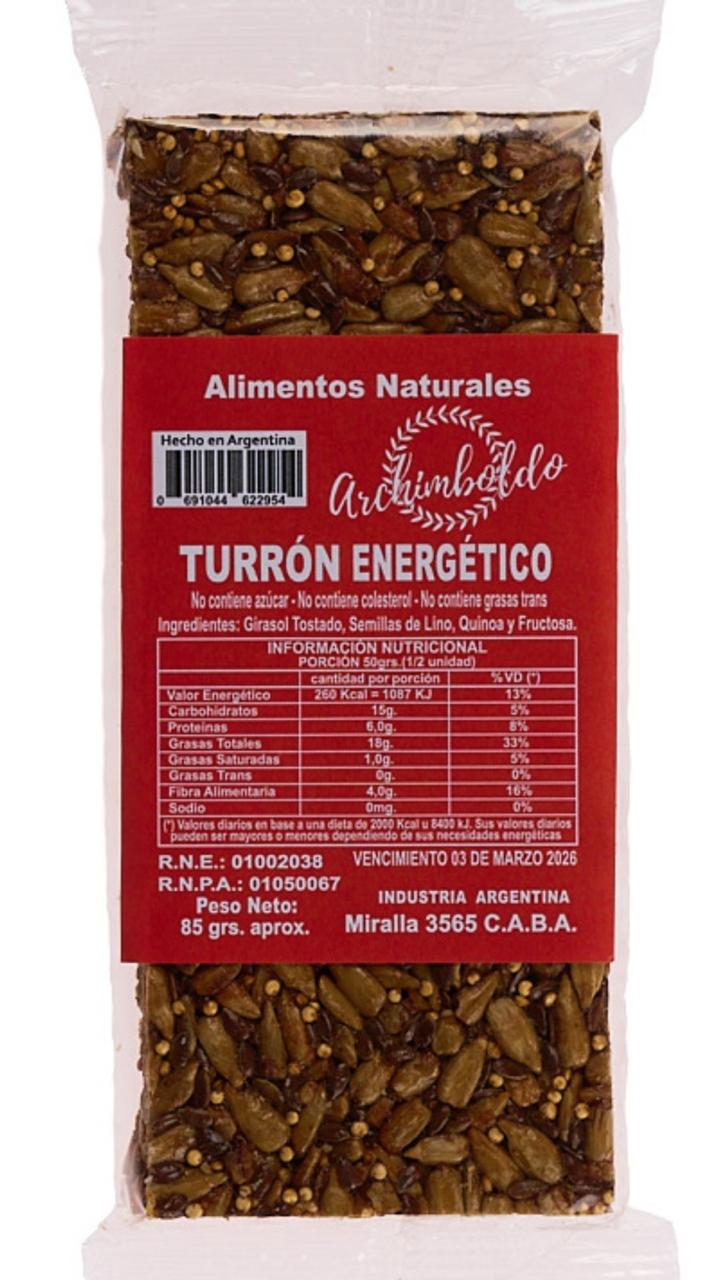 Alimentos Naturales
Hecho en Argentina
0 691044 622954
Archimboldo
TURRÓN ENERGÉTICO
No contiene azúcar - No contiene colesterol - No contiene grasas trans
Ingredientes: Girasol Tostado, Semillas de Lino, Quinoa y Fructosa.
INFORMACIÓN NUTRICIONAL
PORCIÓN 50grs.(1/2 unidad)
cantidad por porción %VD (*)
Valor Energético 260 Kcal = 1087 KJ 13%
Carbohidratos 15g. 5%
Proteínas 6,0g. 8%
Grasas Totales 18g. 33%
Grasas Saturadas 1,0g. 5%
Grasas Trans 0g. 0%
Fibra Alimentaria 4,0g. 16%
Sodio 0mg. 0%
(*) Valores diarios en base a una dieta de 2000 Kcal u 8400 kJ. Sus valores diarios
pueden ser mayores o menores dependiendo de sus necesidades energéticas
R.N.E.: 01002038 VENCIMIENTO 03 DE MARZO 2026
R.N.P.A.: 01050067
Peso Neto: INDUSTRIA ARGENTINA
85 grs. aprox. Miralla 3565 C.A.B.A.